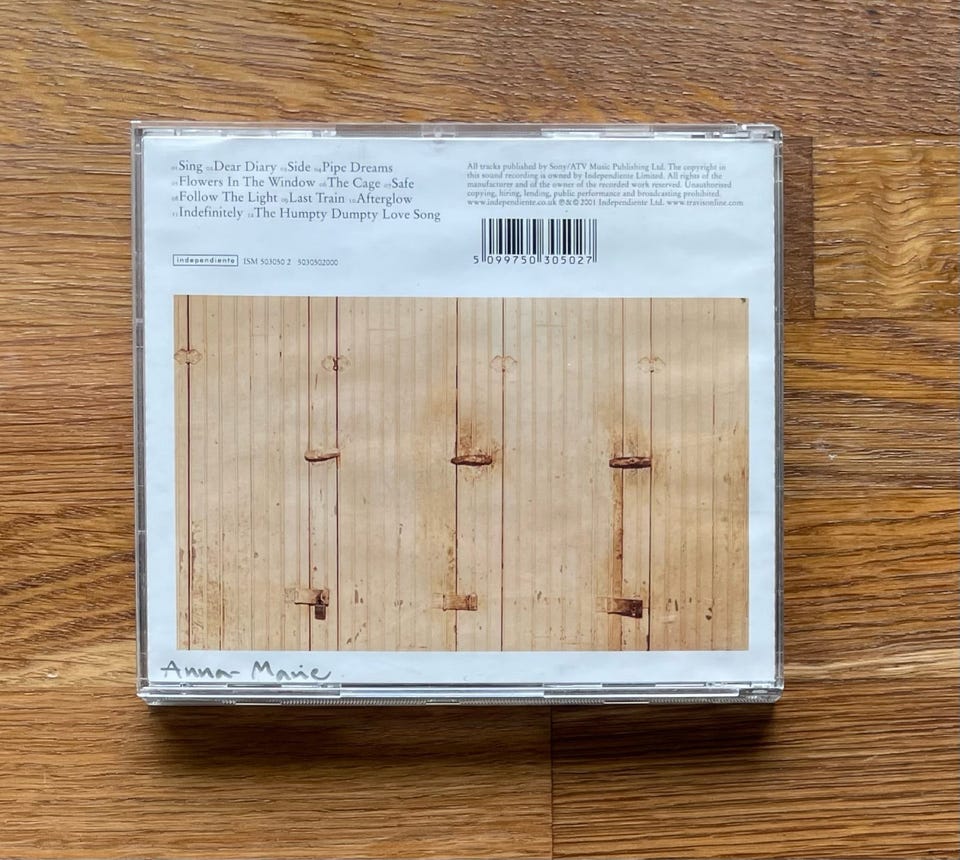 01 Sing 02 Dear Diary 03 Side 04 Pipe Dreams
05 Flowers In The Window 06 The Cage 07 Safe
08 Follow The Light 09 Last Train 10 Afterglow
11 Indefinitely 12 The Humpty Dumpty Love Song
All tracks published by Sony/ATV Music Publishing Ltd. The copyright in
this sound recording is owned by Independiente Limited. All rights of the
manufacturer and of the owner of the recorded work reserved. Unauthorised
copying, hiring, lending, public performance and broadcasting prohibited.
www.independiente.co.uk ℗&© 2001 Independiente Ltd. www.travisonline.com
5 099750 305027
independiente ISM 503050 2 5030502000
Anna-Marie